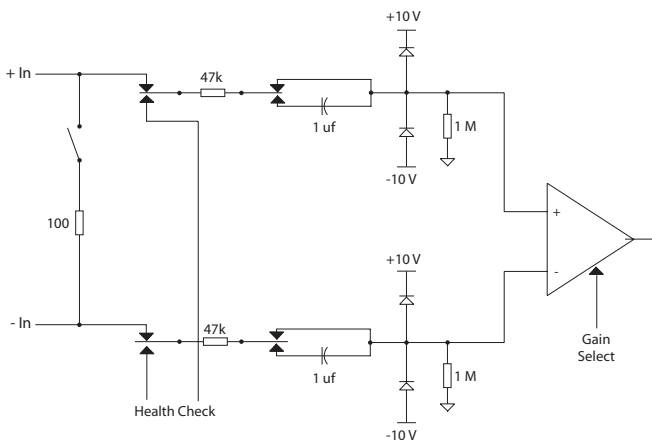 +10 V
+ In
47k
1 uf
1 M
-10 V
100
+
-
+10 V
- In
47k
1 uf
1 M
Gain
Select
Health Check
-10 V